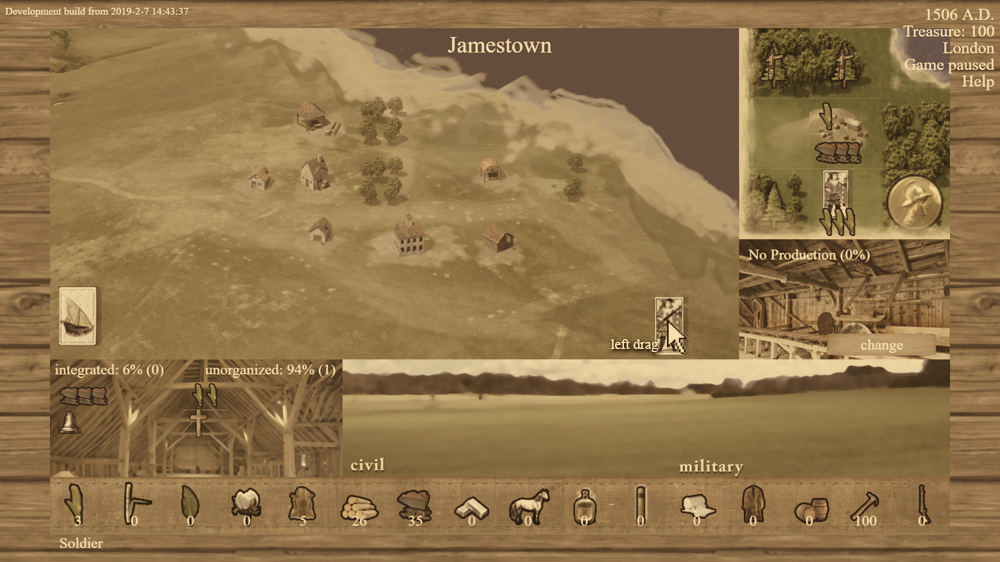 Development build from 2019-2-7 14:43:37
1506 A.D.
Treasure: 100
London
Game paused
Help
Jamestown
No Production (0%)
left drag
change
integrated: 6% (0)
unorganized: 94% (1)
civil
military
3
0
0
0
5
26
35
0
0
0
0
0
0
0
100
0
Soldier